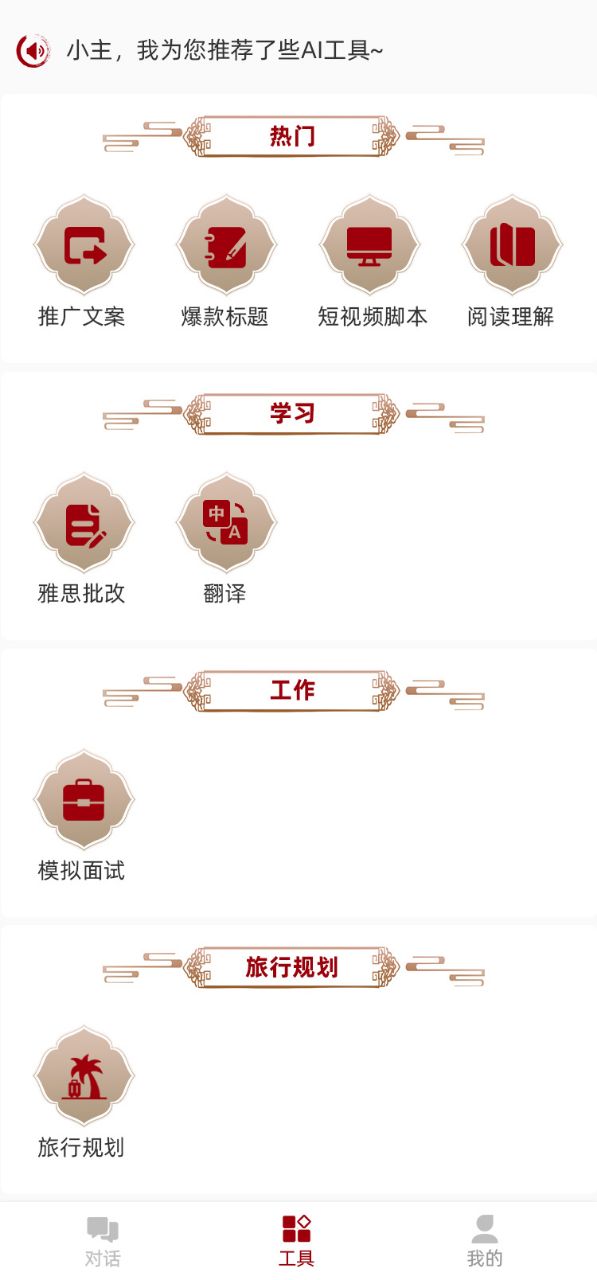 小主，我为您推荐了些AI工具~
热门
推广文案 爆款标题 短视频脚本 阅读理解
学习
中 A
雅思批改 翻译
工作
模拟面试
旅行规划
旅行规划
对话 工具 我的